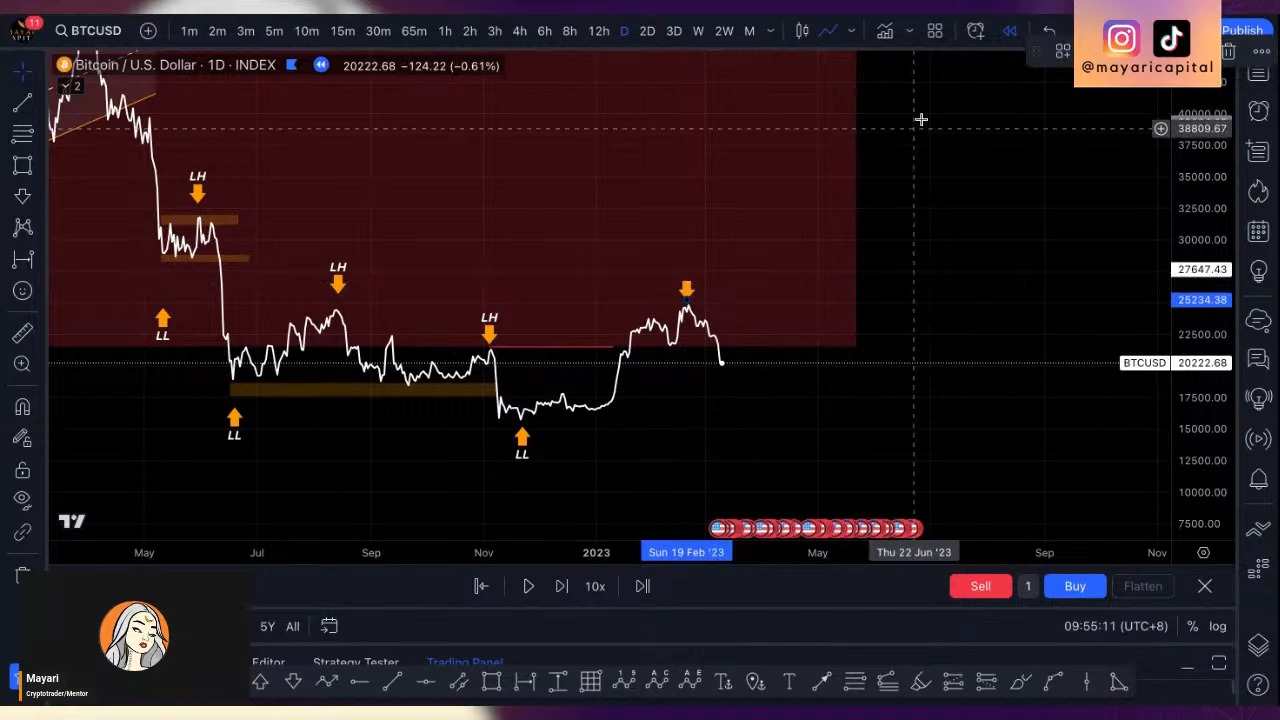 11
BTCUSD
1m 2m 3m 5m 10m 15m 30m 65m 1h 2h 3h 4h 6h 8h 12h D 2D 3D W 2W M
Publish
@mayaricapital
Bitcoin / U.S. Dollar · 1D · INDEX 20222.68 −124.22 (−0.61%)
2
40000.00
38809.67
37500.00
35000.00
LH
32500.00
30000.00
LH
27647.43
25234.38
LH
LL
22500.00
BTCUSD 20222.68
17500.00
LL
15000.00
LL
12500.00
10000.00
7500.00
May Jul Sep Nov 2023 Sun 19 Feb '23 May Thu 22 Jun '23 Sep Nov
10x
Sell 1 Buy Flatten
5Y All
09:55:11 (UTC+8) % log
Editor Strategy Tester Trading Panel
Mayari
Cryptotrader/Mentor